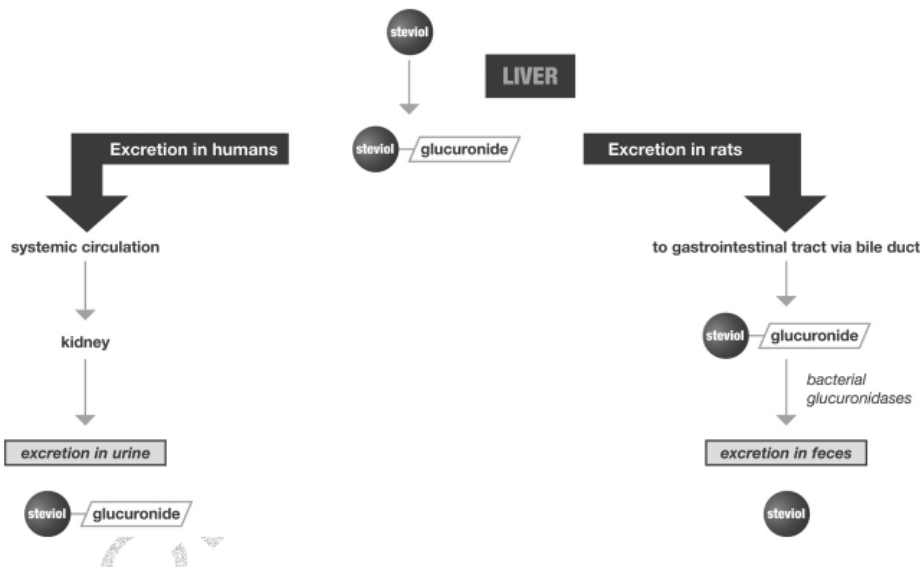 steviol
LIVER
steviol glucuronide
Excretion in humans
Excretion in rats
systemic circulation
kidney
excretion in urine
steviol glucuronide
to gastrointestinal tract via bile duct
steviol glucuronide
bacterial
glucuronidases
excretion in feces
steviol